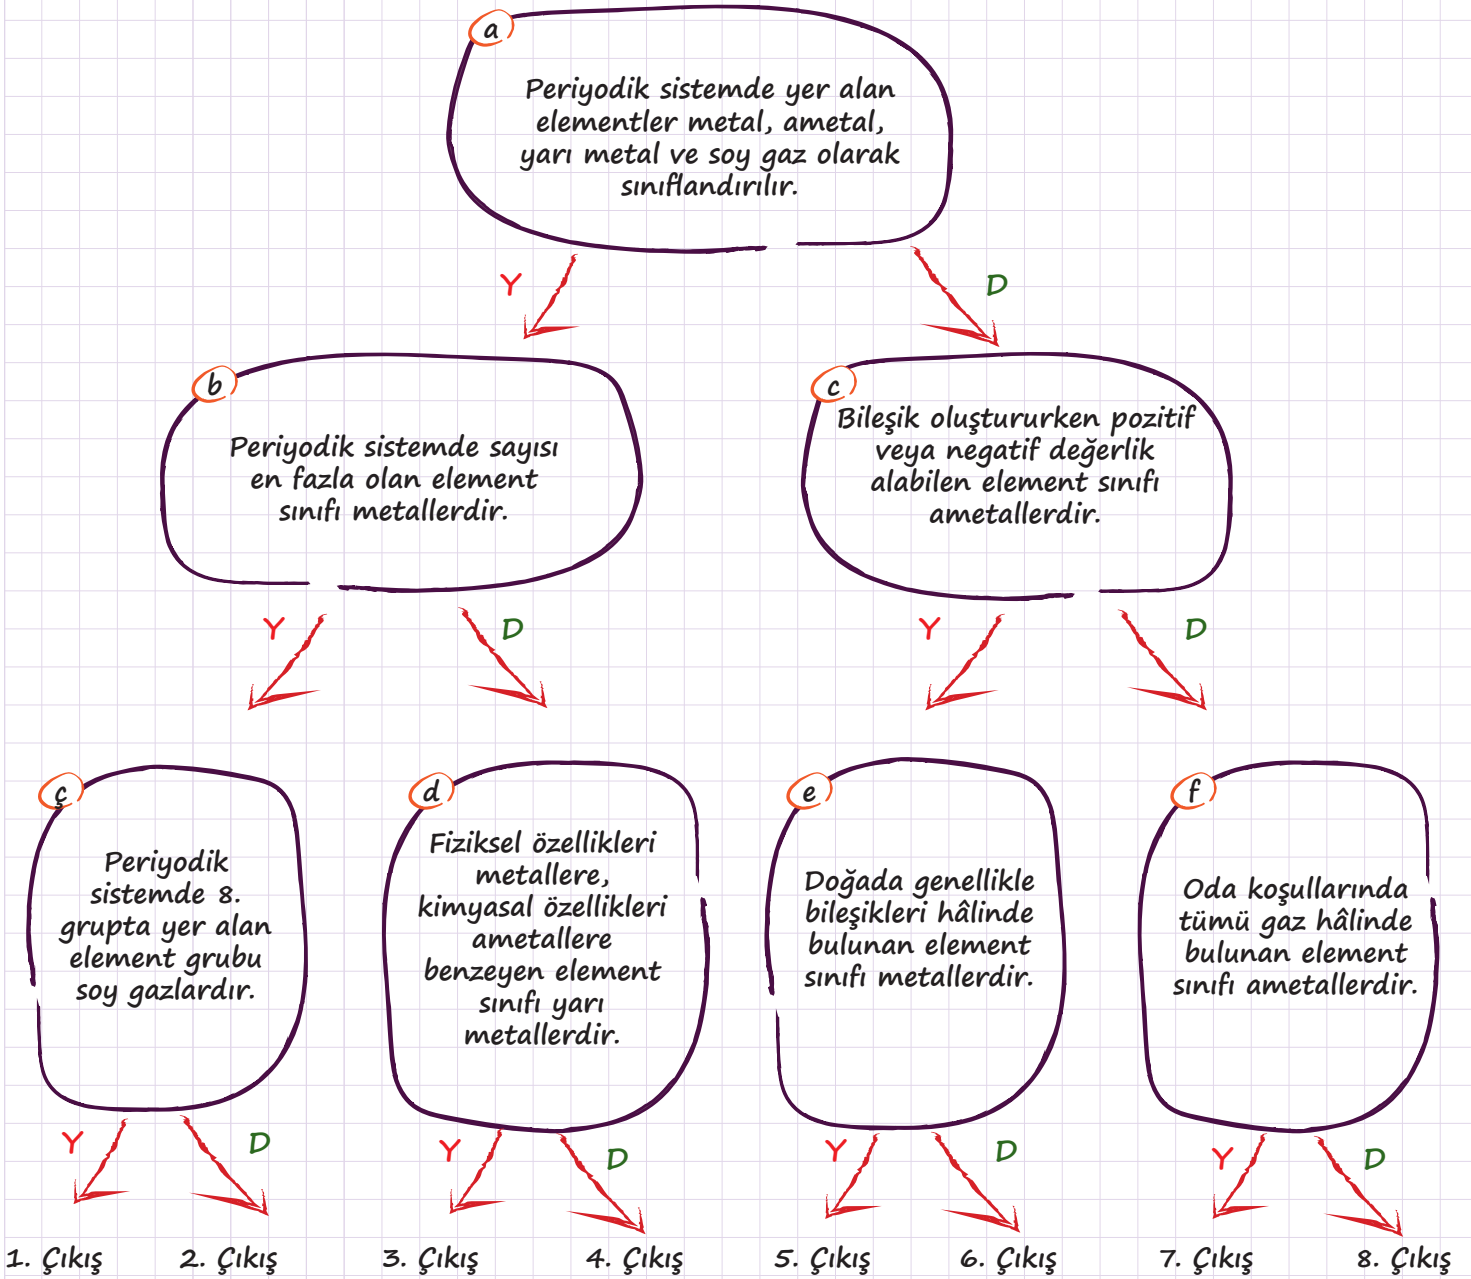 a
Periyodik sistemde yer alan
elementler metal, ametal,
yarı metal ve soy gaz olarak
sınıflandırılır.
Y
D
b
Periyodik sistemde sayısı
en fazla olan element
sınıfı metallerdir.
c
Bileşik oluştururken pozitif
veya negatif değerlik
alabilen element sınıfı
ametallerdir.
Y
D
Y
D
ç
Periyodik
sistemde 8.
grupta yer alan
element grubu
soy gazlardır.
d
Fiziksel özellikleri
metallere,
kimyasal özellikleri
ametallere
benzeyen element
sınıfı yarı
metallerdir.
e
Doğada genellikle
bileşikleri hâlinde
bulunan element
sınıfı metallerdir.
f
Oda koşullarında
tümü gaz hâlinde
bulunan element
sınıfı ametallerdir.
Y
D
Y
D
Y
D
Y
D
1. Çıkış
2. Çıkış
3. Çıkış
4. Çıkış
5. Çıkış
6. Çıkış
7. Çıkış
8. Çıkış